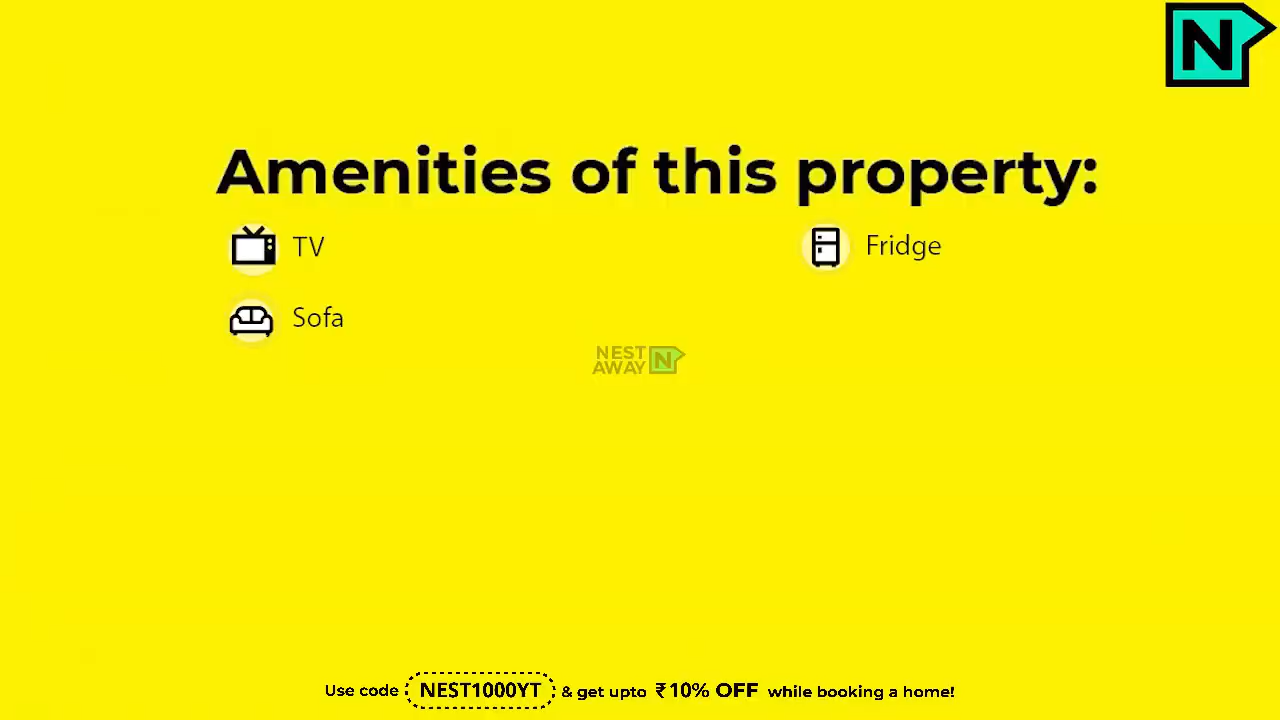 N
Amenities of this property:
TV
Fridge
Sofa
NEST
AWAY N
Use code NEST1000YT & get upto ₹10% OFF while booking a home!